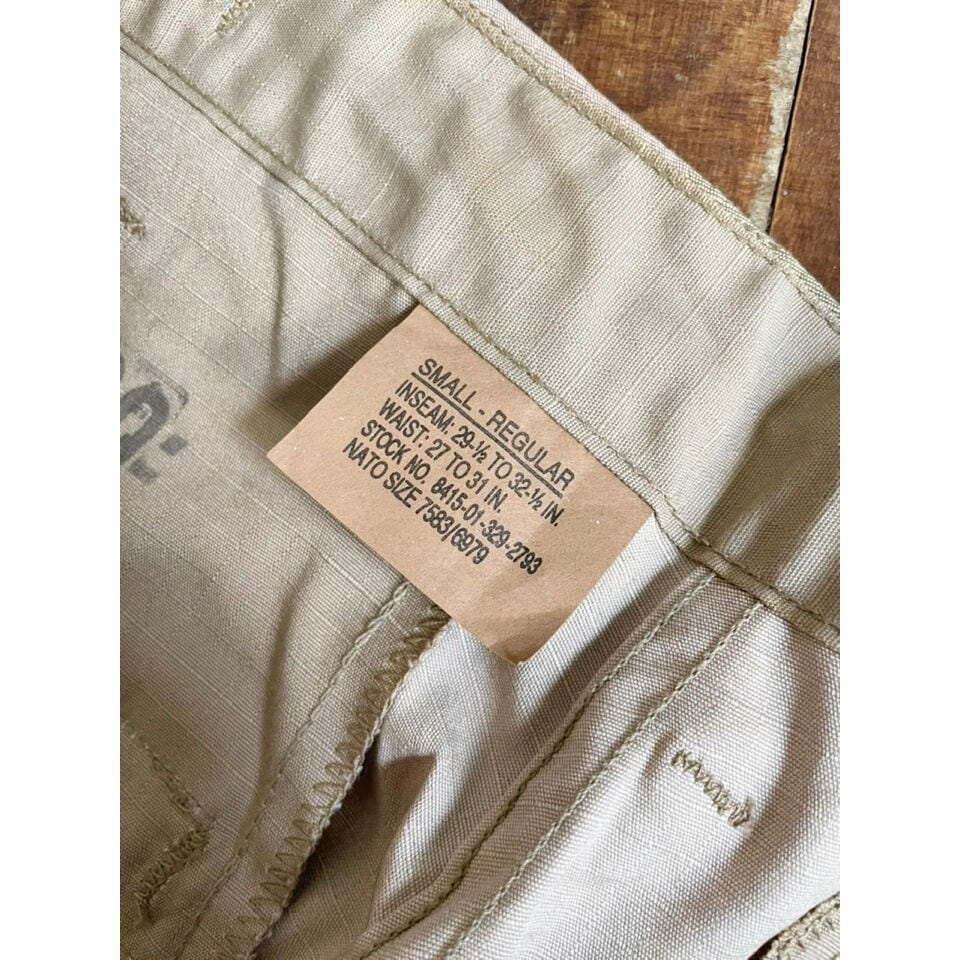 SMALL - REGULAR
INSEAM: 29-½ TO 32-½ IN.
WAIST: 27 TO 31 IN.
STOCK NO. 8415-01-329-2793
NATO SIZE 7583/6979